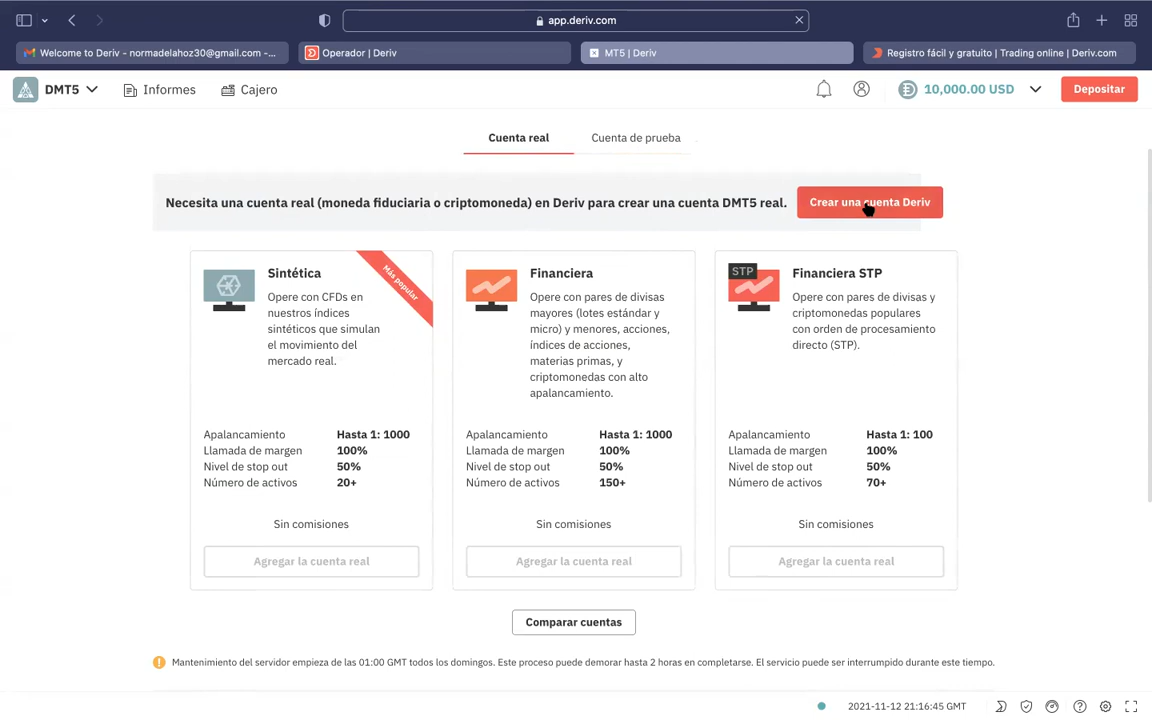 app.deriv.com
Welcome to Deriv - normadelahoz30@gmail.com -...
Operador | Deriv
MT5 | Deriv
Registro fácil y gratuito | Trading online | Deriv.com
DMT5
Informes
Cajero
10,000.00 USD
Depositar
Cuenta real
Cuenta de prueba
Necesita una cuenta real (moneda fiduciaria o criptomoneda) en Deriv para crear una cuenta DMT5 real.
Crear una cuenta Deriv
Más popular
Sintética
Opere con CFDs en
nuestros índices
sintéticos que simulan
el movimiento del
mercado real.
Apalancamiento Hasta 1: 1000
Llamada de margen 100%
Nivel de stop out 50%
Número de activos 20+
Sin comisiones
Agregar la cuenta real
Financiera
Opere con pares de divisas
mayores (lotes estándar y
micro) y menores, acciones,
índices de acciones,
materias primas, y
criptomonedas con alto
apalancamiento.
Apalancamiento Hasta 1: 1000
Llamada de margen 100%
Nivel de stop out 50%
Número de activos 150+
Sin comisiones
Agregar la cuenta real
STP
Financiera STP
Opere con pares de divisas y
criptomonedas populares
con orden de procesamiento
directo (STP).
Apalancamiento Hasta 1: 100
Llamada de margen 100%
Nivel de stop out 50%
Número de activos 70+
Sin comisiones
Agregar la cuenta real
Comparar cuentas
Mantenimiento del servidor empieza de las 01:00 GMT todos los domingos. Este proceso puede demorar hasta 2 horas en completarse. El servicio puede ser interrumpido durante este tiempo.
2021-11-12 21:16:45 GMT